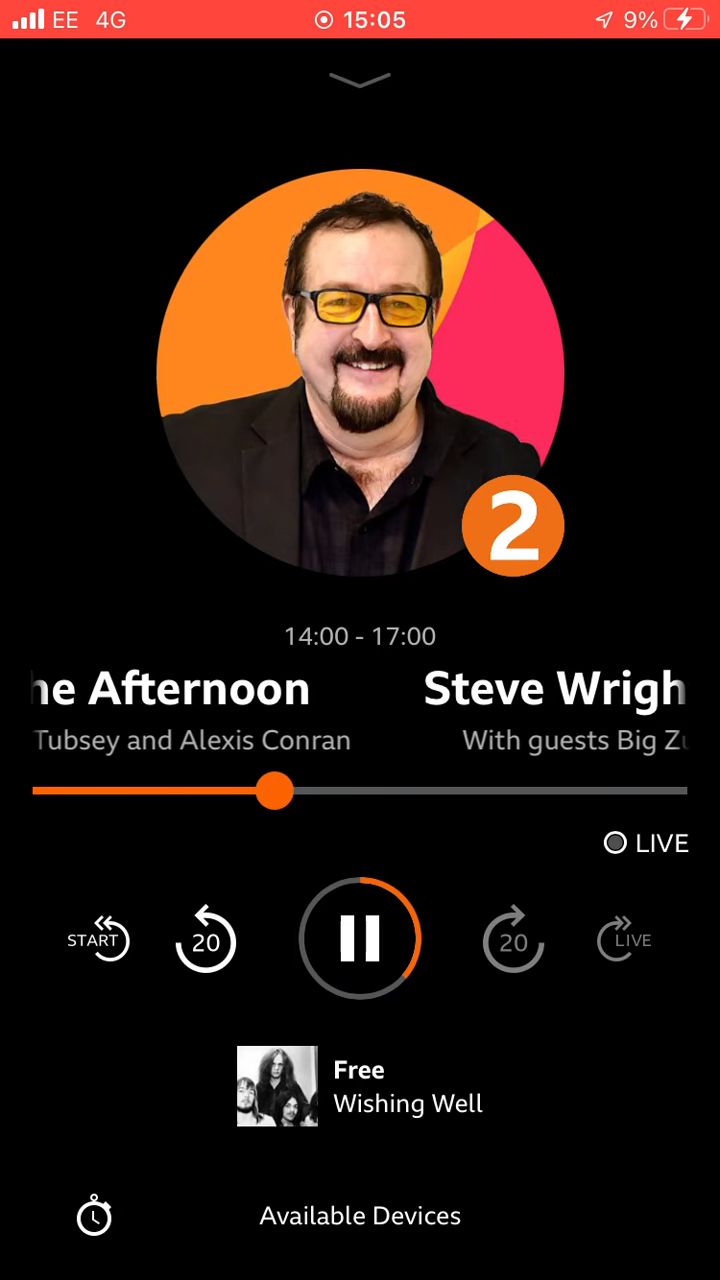 EE 4G 15:05 9%
2
14:00 - 17:00
he Afternoon Steve Wrigh
Tubsey and Alexis Conran With guests Big
LIVE
START 20 20 LIVE
Free
Wishing Well
Available Devices